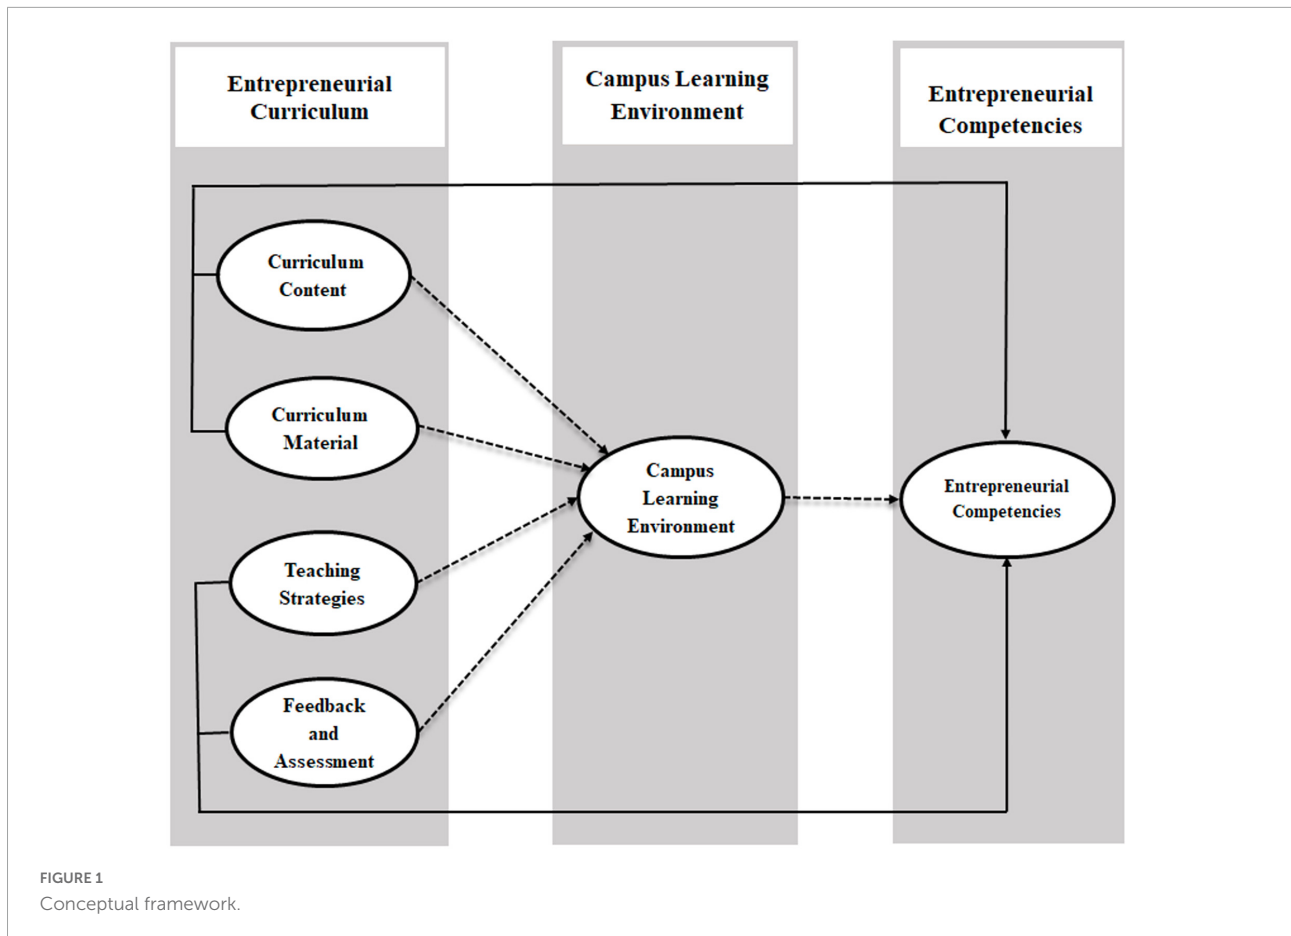 Entrepreneurial
Curriculum
Campus Learning
Environment
Entrepreneurial
Competencies
Curriculum
Content
Curriculum
Material
Teaching
Strategies
Feedback
and
Assessment
Campus
Learning
Environment
Entrepreneurial
Competencies
FIGURE 1
Conceptual framework.